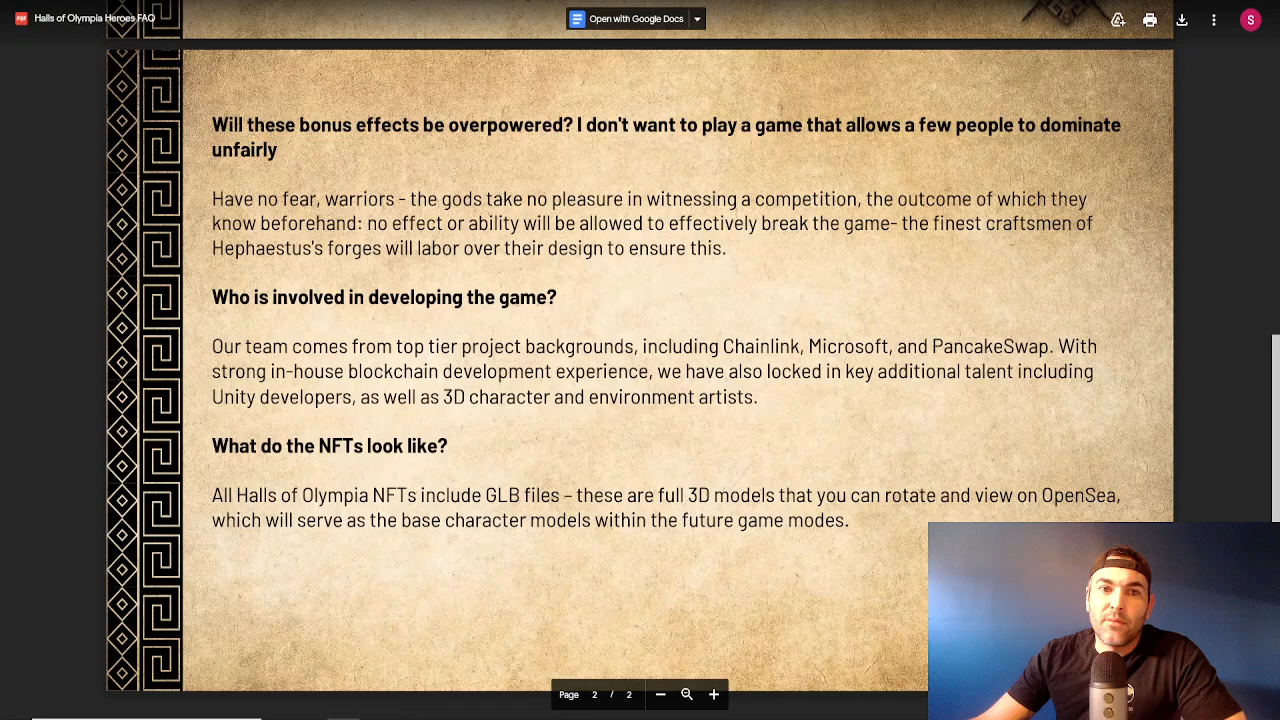 Halls of Olympia Heroes FAQ
Open with Google Docs
S
Will these bonus effects be overpowered? I don't want to play a game that allows a few people to dominate
unfairly
Have no fear, warriors - the gods take no pleasure in witnessing a competition, the outcome of which they
know beforehand: no effect or ability will be allowed to effectively break the game- the finest craftsmen of
Hephaestus's forges will labor over their design to ensure this.
Who is involved in developing the game?
Our team comes from top tier project backgrounds, including Chainlink, Microsoft, and PancakeSwap. With
strong in-house blockchain development experience, we have also locked in key additional talent including
Unity developers, as well as 3D character and environment artists.
What do the NFTs look like?
All Halls of Olympia NFTs include GLB files – these are full 3D models that you can rotate and view on OpenSea,
which will serve as the base character models within the future game modes.
Page 2 / 2